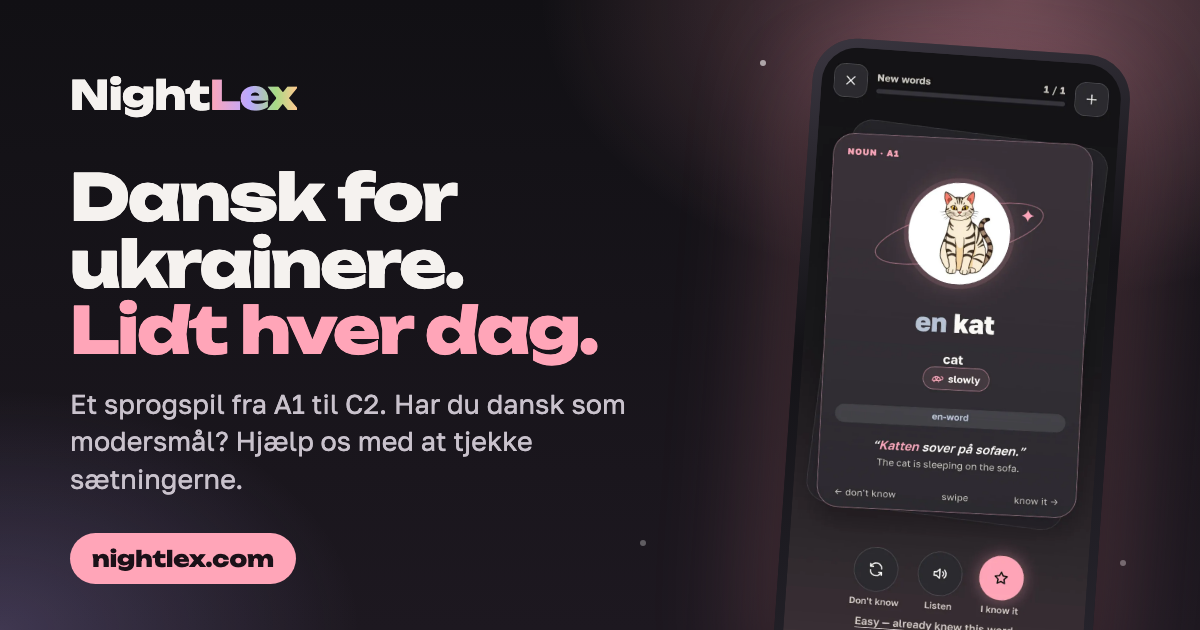 NightLex
Dansk for
ukrainere.
Lidt hver dag.
Et sprogspil fra A1 til C2. Har du dansk som
modersmål? Hjælp os med at tjekke
sætningerne.
nightlex.com
New words
1 / 1
NOUN · A1
en kat
cat
slowly
en-word
“Katten sover på sofaen.”
The cat is sleeping on the sofa.
← don't know swipe know it →
Don't know Listen I know it
Easy — already knew this word